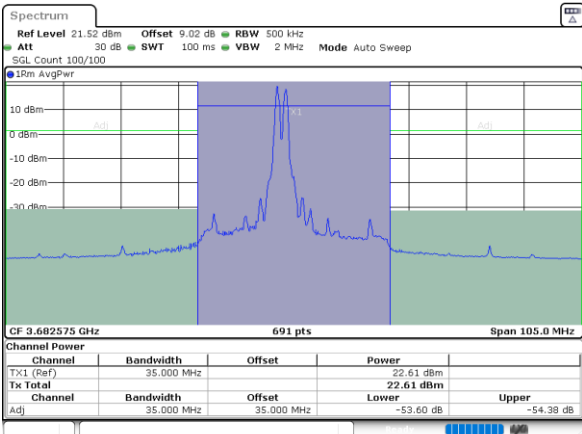 Spectrum
Ref Level 21.52 dBm Offset 9.02 dB RBW 500 kHz
Att 30 dB SWT 100 ms VBW 2 MHz Mode Auto Sweep
SGL Count 100/100
1Rm AvgPwr
10 dBm
Adj TX1 Adj
0 dBm
-10 dBm
-20 dBm
-30 dBm
CF 3.682575 GHz 691 pts Span 105.0 MHz
Channel Power
Channel Bandwidth Offset Power
TX1 (Ref) 35.000 MHz 22.61 dBm
Tx Total 22.61 dBm
Channel Bandwidth Offset Lower Upper
Adj 35.000 MHz 35.000 MHz -53.60 dB -54.38 dB
Ready